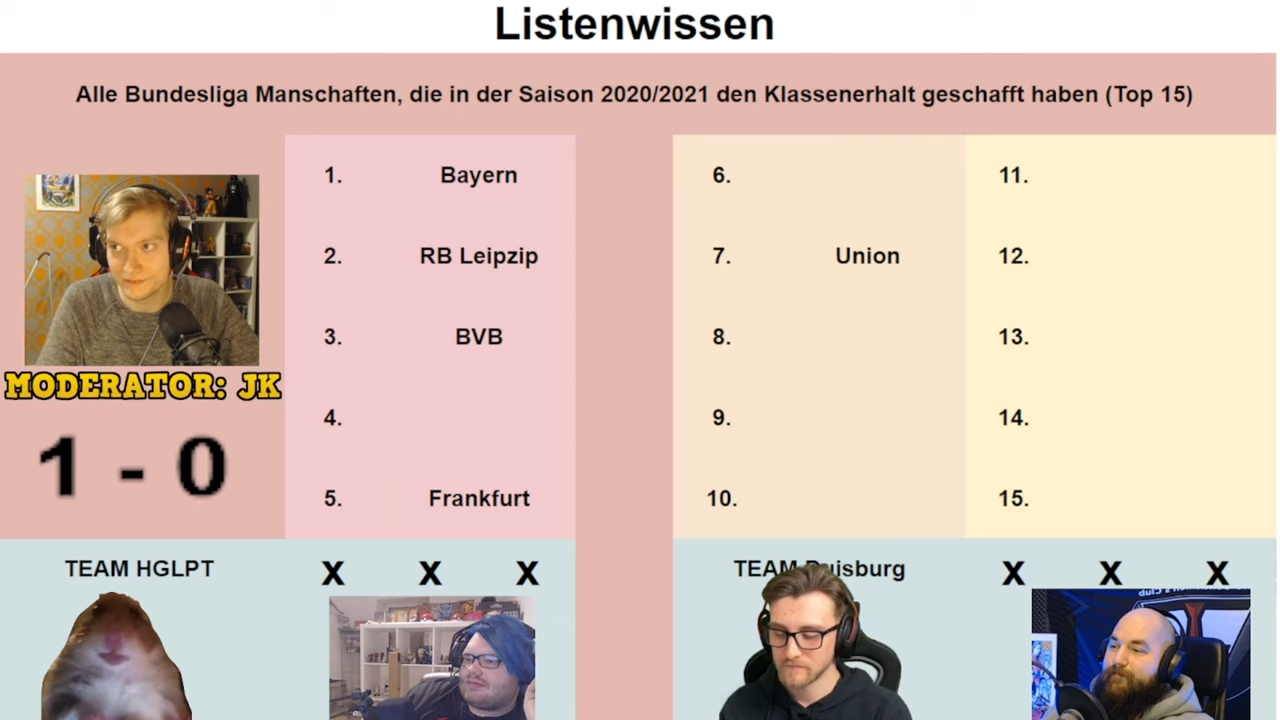 Listenwissen
Alle Bundesliga Manschaften, die in der Saison 2020/2021 den Klassenerhalt geschafft haben (Top 15)
1. Bayern
2. RB Leipzip
3. BVB
4.
5. Frankfurt
6.
7. Union
8.
9.
10.
11.
12.
13.
14.
15.
MODERATOR: JK
1 - 0
TEAM HGLPT
X X X
TEAM Duisburg
X X X